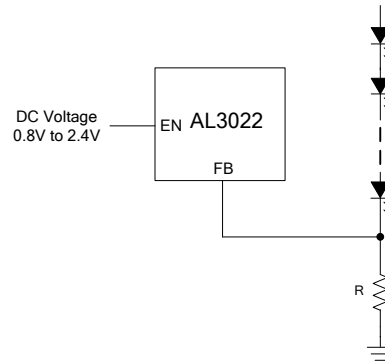 DC Voltage
0.8V to 2.4V
EN
AL3022
FB
R